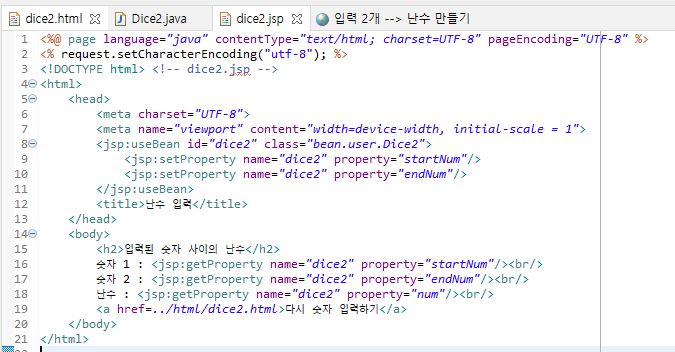 dice2.html Dice2.java dice2.jsp 입력 2개 --> 난수 만들기
1 <%@ page language="java" contentType="text/html; charset=UTF-8" pageEncoding="UTF-8" %>
2 <% request.setCharacterEncoding("utf-8"); %>
3 <!DOCTYPE html> <!-- dice2.jsp -->
4 <html>
5 <head>
6 <meta charset="UTF-8">
7 <meta name="viewport" content="width=device-width, initial-scale = 1">
8 <jsp:useBean id="dice2" class="bean.user.Dice2">
9 <jsp:setProperty name="dice2" property="startNum"/>
10 <jsp:setProperty name="dice2" property="endNum"/>
11 </jsp:useBean>
12 <title>난수 입력</title>
13 </head>
14 <body>
15 <h2>입력된 숫자 사이의 난수</h2>
16 숫자 1 : <jsp:getProperty name="dice2" property="startNum"/><br/>
17 숫자 2 : <jsp:getProperty name="dice2" property="endNum"/><br/>
18 난수 : <jsp:getProperty name="dice2" property="num"/><br/>
19 <a href=../html/dice2.html>다시 숫자 입력하기</a>
20 </body>
21 </html>
22